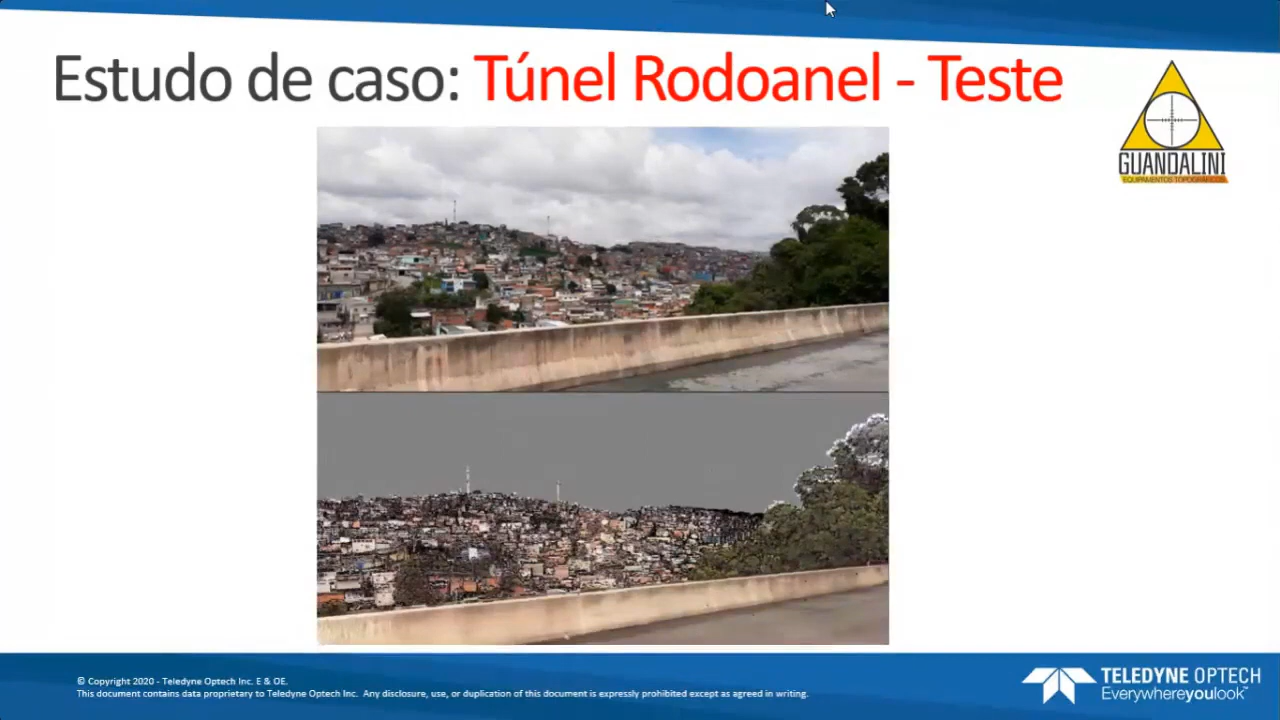 Estudo de caso: Túnel Rodoanel - Teste
GUANDALINI
EQUIPAMENTOS TOPOGRÁFICOS
© Copyright 2020 - Teledyne Optech Inc. E & OE.
This document contains data proprietary to Teledyne Optech Inc. Any disclosure, use, or duplication of this document is expressly prohibited except as agreed in writing.
TELEDYNE OPTECH
Everywhereyoulook™